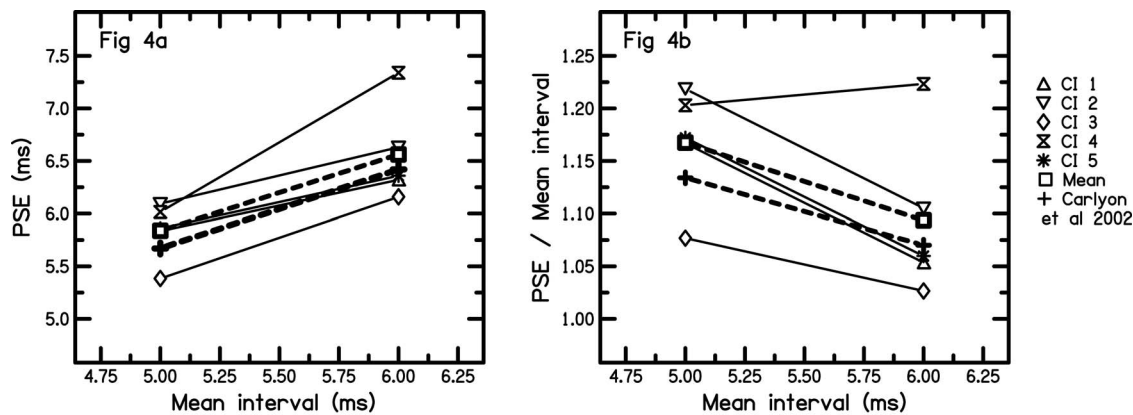 Fig 4a
7.5
7.0
6.5
6.0
5.5
5.0
PSE (ms)
4.75 5.00 5.25 5.50 5.75 6.00 6.25
Mean interval (ms)
Fig 4b
1.25
1.20
1.15
1.10
1.05
1.00
PSE / Mean interval
4.75 5.00 5.25 5.50 5.75 6.00 6.25
Mean interval (ms)
CI 1
CI 2
CI 3
CI 4
CI 5
Mean
Carlyon
et al 2002